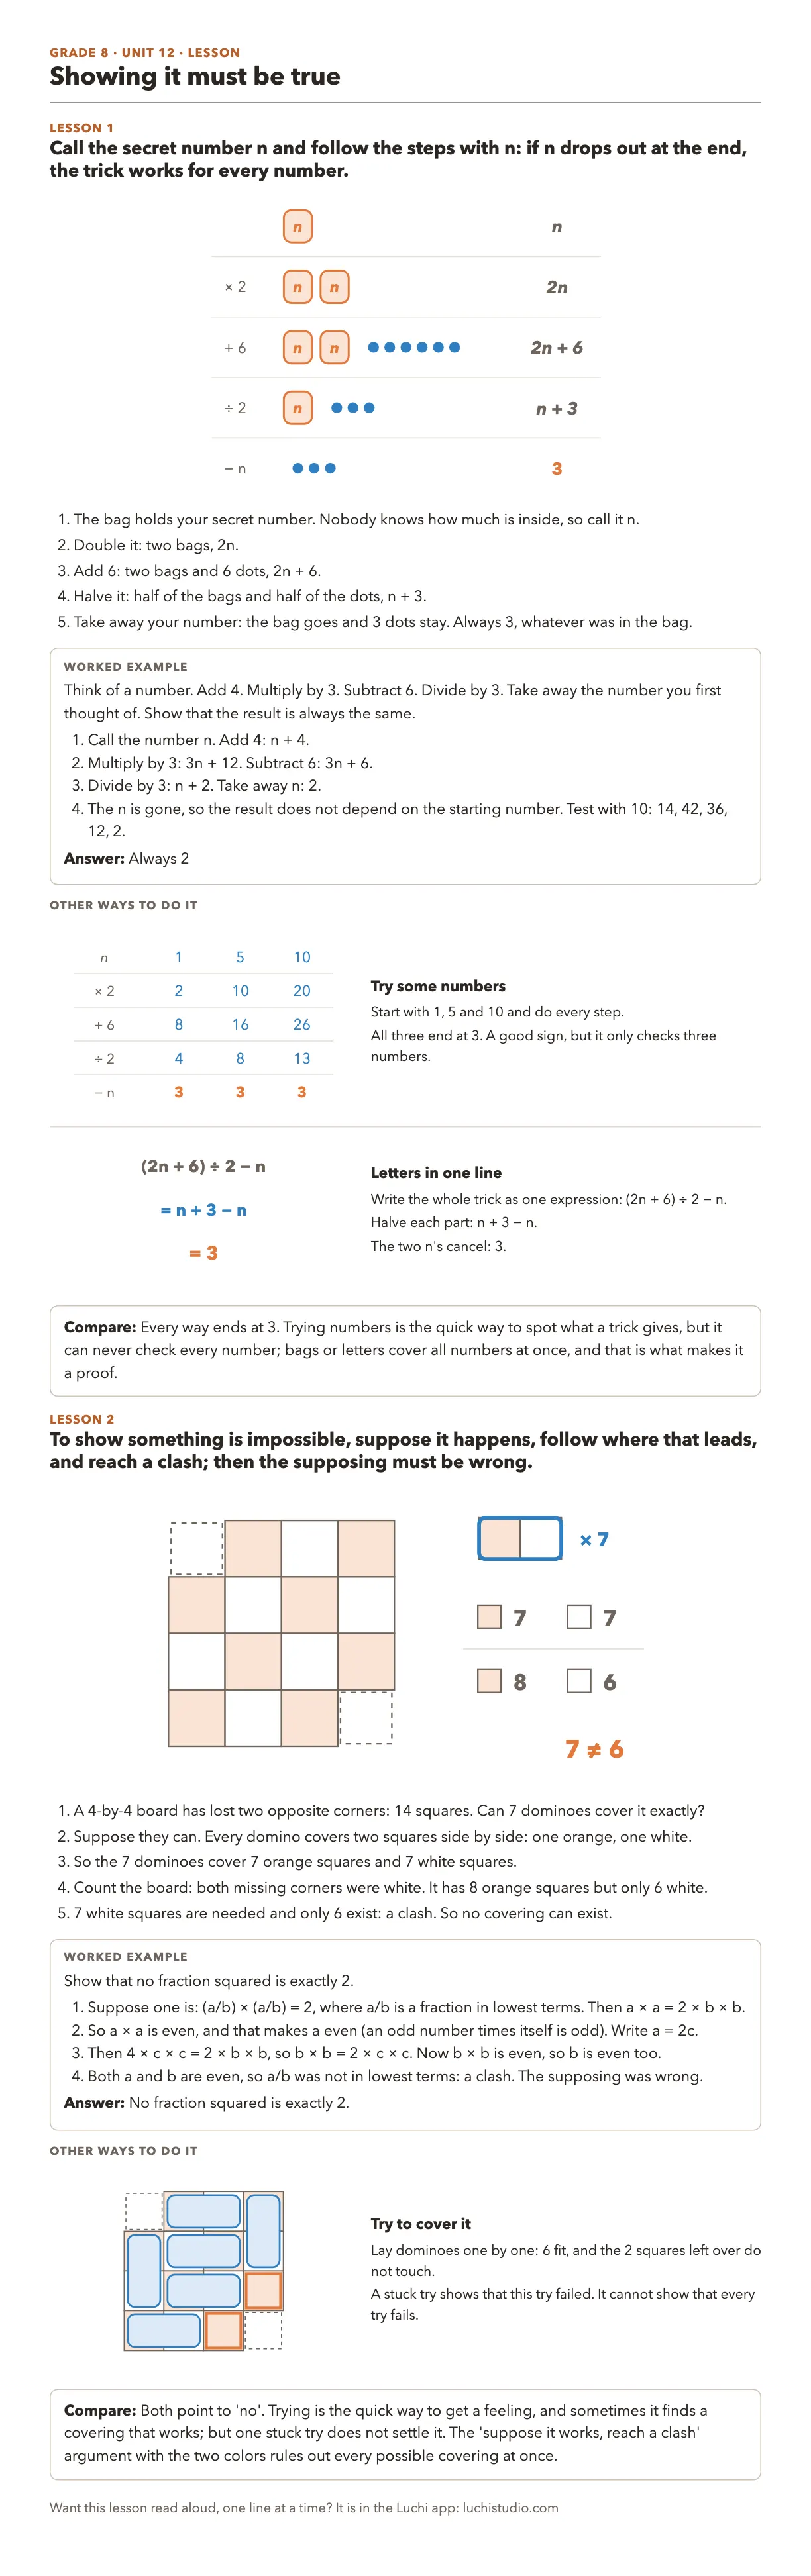 GRADE 8 · UNIT 12 · LESSON
Showing it must be true
LESSON 1
Call the secret number n and follow the steps with n: if n drops out at the end,
the trick works for every number.
n n
× 2 n n 2n
+ 6 n n 2n + 6
÷ 2 n n + 3
− n 3
1. The bag holds your secret number. Nobody knows how much is inside, so call it n.
2. Double it: two bags, 2n.
3. Add 6: two bags and 6 dots, 2n + 6.
4. Halve it: half of the bags and half of the dots, n + 3.
5. Take away your number: the bag goes and 3 dots stay. Always 3, whatever was in the bag.
WORKED EXAMPLE
Think of a number. Add 4. Multiply by 3. Subtract 6. Divide by 3. Take away the number you first
thought of. Show that the result is always the same.
1. Call the number n. Add 4: n + 4.
2. Multiply by 3: 3n + 12. Subtract 6: 3n + 6.
3. Divide by 3: n + 2. Take away n: 2.
4. The n is gone, so the result does not depend on the starting number. Test with 10: 14, 42, 36,
12, 2.
Answer: Always 2
OTHER WAYS TO DO IT
n 1 5 10
× 2 2 10 20
+ 6 8 16 26
÷ 2 4 8 13
− n 3 3 3
Try some numbers
Start with 1, 5 and 10 and do every step.
All three end at 3. A good sign, but it only checks three
numbers.
(2n + 6) ÷ 2 − n
= n + 3 − n
= 3
Letters in one line
Write the whole trick as one expression: (2n + 6) ÷ 2 − n.
Halve each part: n + 3 − n.
The two n's cancel: 3.
Compare: Every way ends at 3. Trying numbers is the quick way to spot what a trick gives, but it
can never check every number; bags or letters cover all numbers at once, and that is what makes it
a proof.
LESSON 2
To show something is impossible, suppose it happens, follow where that leads,
and reach a clash; then the supposing must be wrong.
× 7
7 7
8 6
7 ≠ 6
1. A 4-by-4 board has lost two opposite corners: 14 squares. Can 7 dominoes cover it exactly?
2. Suppose they can. Every domino covers two squares side by side: one orange, one white.
3. So the 7 dominoes cover 7 orange squares and 7 white squares.
4. Count the board: both missing corners were white. It has 8 orange squares but only 6 white.
5. 7 white squares are needed and only 6 exist: a clash. So no covering can exist.
WORKED EXAMPLE
Show that no fraction squared is exactly 2.
1. Suppose one is: (a/b) × (a/b) = 2, where a/b is a fraction in lowest terms. Then a × a = 2 × b × b.
2. So a × a is even, and that makes a even (an odd number times itself is odd). Write a = 2c.
3. Then 4 × c × c = 2 × b × b, so b × b = 2 × c × c. Now b × b is even, so b is even too.
4. Both a and b are even, so a/b was not in lowest terms: a clash. The supposing was wrong.
Answer: No fraction squared is exactly 2.
OTHER WAYS TO DO IT
Try to cover it
Lay dominoes one by one: 6 fit, and the 2 squares left over do
not touch.
A stuck try shows that this try failed. It cannot show that every
try fails.
Compare: Both point to 'no'. Trying is the quick way to get a feeling, and sometimes it finds a
covering that works; but one stuck try does not settle it. The 'suppose it works, reach a clash'
argument with the two colors rules out every possible covering at once.
Want this lesson read aloud, one line at a time? It is in the Luchi app: luchistudio.com